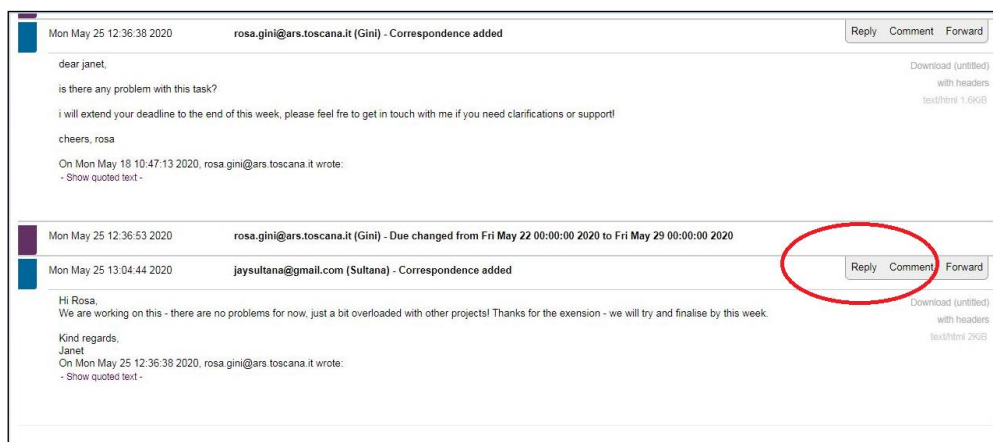 Mon May 25 12:36:38 2020 rosa.gini@ars.toscana.it (Gini) - Correspondence added Reply Comment Forward
dear janet, Download (untitled)
with headers
is there any problem with this task?
text/html 1.6KiB
i will extend your deadline to the end of this week, please feel fre to get in touch with me if you need clarifications or support!
cheers, rosa
On Mon May 18 10:47:13 2020, rosa.gini@ars.toscana.it wrote:
- Show quoted text -
Mon May 25 12:36:53 2020 rosa.gini@ars.toscana.it (Gini) - Due changed from Fri May 22 00:00:00 2020 to Fri May 29 00:00:00 2020
Mon May 25 13:04:44 2020 jaysultana@gmail.com (Sultana) - Correspondence added Reply Comment Forward
Hi Rosa, Download (untitled)
We are working on this - there are no problems for now, just a bit overloaded with other projects! Thanks for the exension - we will try and finalise by this week.
with headers
text/html 2KiB
Kind regards,
Janet
On Mon May 25 12:36:38 2020, rosa.gini@ars.toscana.it wrote:
- Show quoted text -